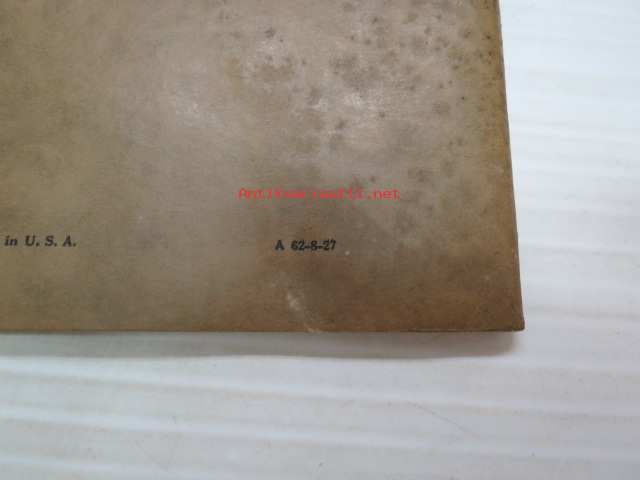 Antikvariaatti.net
in U. S. A.
A 62-8-27